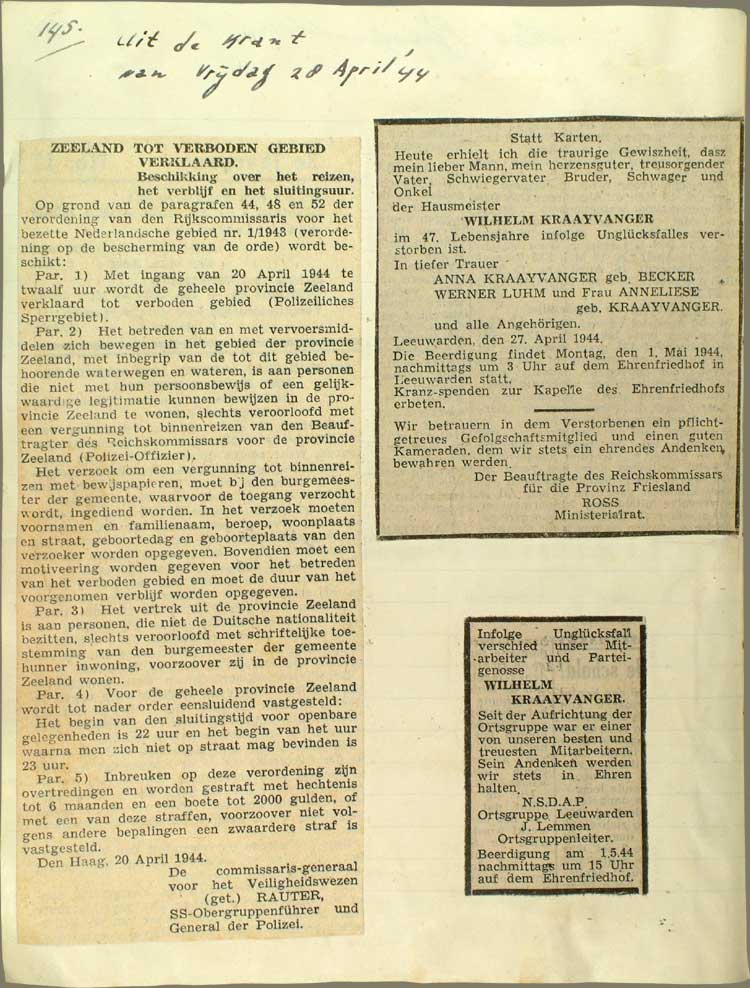 145.
Uit de Krant
van Vrijdag 28 April '44
ZEELAND TOT VERBODEN GEBIED
VERKLAARD.
Beschikking over het reizen,
het verblijf en het sluitingsuur.
Op grond van de paragrafen 44, 48 en 52 der
verordening van den Rijkscommissaris voor het
bezette Nederlandsche gebied nr. 1/1943 (verorde-
ning op de bescherming van de orde) wordt be-
schikt:
Par. 1) Met ingang van 20 April 1944 te
twaalf uur wordt de geheele provincie Zeeland
verklaard tot verboden gebied (Polizeiliches
Sperrgebiet).
Par. 2) Het betreden van en met vervoersmid-
delen zich bewegen in het gebied der provincie
Zeeland, met inbegrip van de tot dit gebied be-
hoorende waterwegen en wateren, is aan personen
die niet met hun persoonsbewijs of een gelijk-
waardige legitimatie kunnen bewijzen in de pro-
vincie Zeeland te wonen, slechts veroorloofd met
een vergunning tot binnenreizen van den Beauf-
tragter des Reichskommissars voor de provincie
Zeeland (Polizei-Offizier).
Het verzoek om een vergunning tot binnenrei-
zen met bewijspapieren, moet bij den burgemees-
ter der gemeente, waarvoor de toegang verzocht
wordt, ingediend worden. In het verzoek moeten
voornamen en familienaam, beroep, woonplaats
en straat, geboortedag en geboorteplaats van den
verzoeker worden opgegeven. Bovendien moet een
motiveering worden gegeven voor het betreden
van het verboden gebied en moet de duur van het
voorgenomen verblijf worden opgegeven.
Par. 3) Het vertrek uit de provincie Zeeland
is aan personen, die niet de Duitsche nationaliteit
bezitten, slechts veroorloofd met schriftelijke toe-
stemming van den burgemeester der gemeente
hunner inwoning, voorzoover zij in de provincie
Zeeland wonen.
Par. 4) Voor de geheele provincie Zeeland
wordt tot nader order eensluidend vastgesteld:
Het begin van den sluitingstijd voor openbare
gelegenheden is 22 uur en het begin van het uur
waarna men zich niet op straat mag bevinden is
23 uur.
Par. 5) Inbreuken op deze verordening zijn
overtredingen en worden gestraft met hechtenis
tot 6 maanden en een boete tot 2000 gulden, of
met een van deze straffen, voorzoover niet vol-
gens andere bepalingen een zwaardere straf is
vastgesteld.
Den Haag, 20 April 1944.
De commissaris-generaal
voor het Veiligheidswezen
(get.) RAUTER,
SS-Obergruppenführer und
General der Polizei.
Statt Karten.
Heute erhielt ich die traurige Gewiszheit, dasz
mein lieber Mann, mein herzensguter, treusorgender
Vater, Schwiegervater Bruder, Schwager und
Onkel
der Hausmeister
WILHELM KRAAYVANGER
im 47. Lebensjahre infolge Unglücksfalles ver-
storben ist.
In tiefer Trauer
ANNA KRAAYVANGER geb. BECKER
WERNER LUHM und Frau ANNELIESE
geb. KRAAYVANGER.
und alle Angehörigen.
Leeuwarden, den 27. April 1944.
Die Beerdigung findet Montag, den 1. Mai 1944,
nachmittags um 3 Uhr auf dem Ehrenfriedhof in
Leeuwarden statt.
Kranz-spenden zur Kapelle des Ehrenfriedhofs
erbeten.
Wir betrauern in dem Verstorbenen ein pflicht-
getreues Gefolgschaftsmitglied und einen guten
Kameraden, dem wir stets ein ehrendes Andenken
bewahren werden.
Der Beauftragte des Reichskommissars
für die Provinz Friesland
ROSS
Ministerialrat.
Infolge Unglücksfall
verschied unser Mit-
arbeiter und Partei-
genosse
WILHELM
KRAAYVANGER.
Seit der Aufrichtung der
Ortsgruppe war er einer
von unseren besten und
treuesten Mitarbeitern.
Sein Andenken werden
wir stets in Ehren
halten.
N.S.D.A.P.
Ortsgruppe Leeuwarden
J. Lemmen
Ortsgruppenleiter.
Beerdigung am 1.5.44
nachmittags um 15 Uhr
auf dem Ehrenfriedhof.